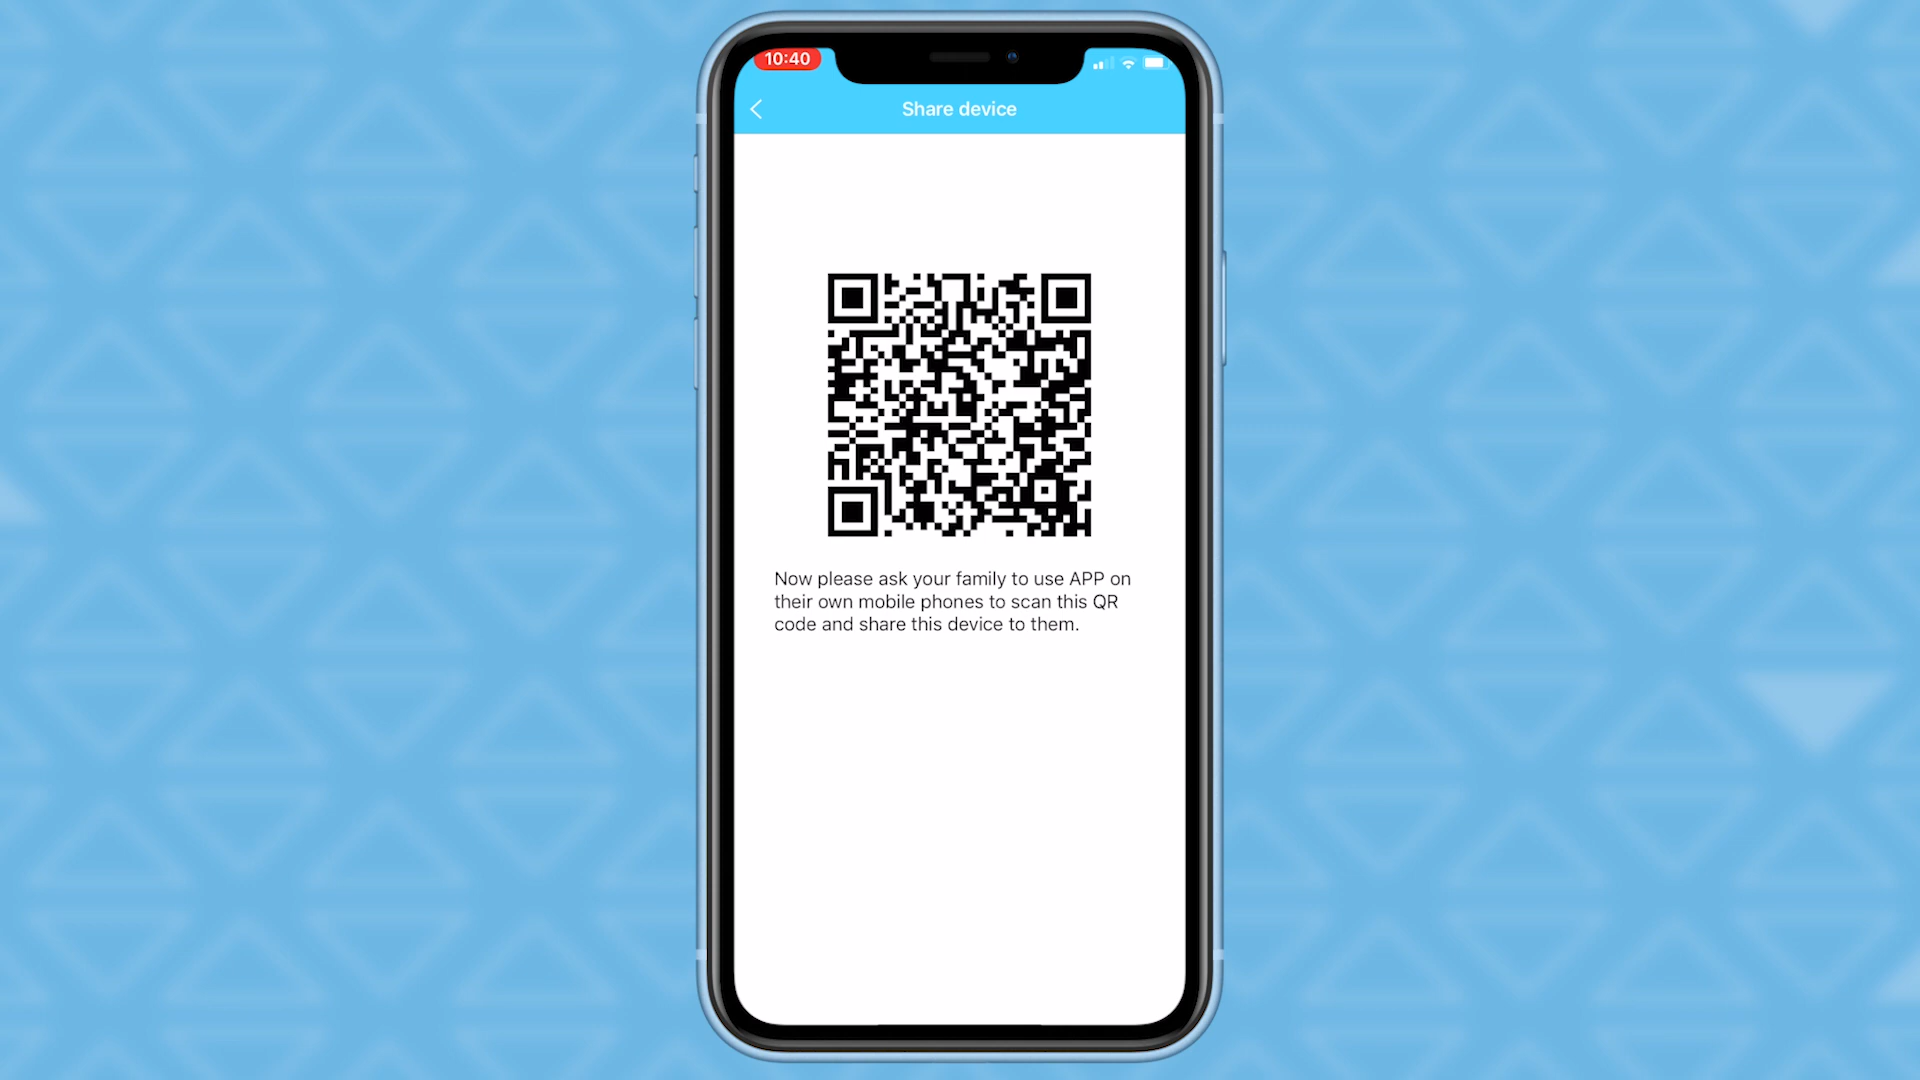 10:40
Share device
Now please ask your family to use APP on
their own mobile phones to scan this QR
code and share this device to them.